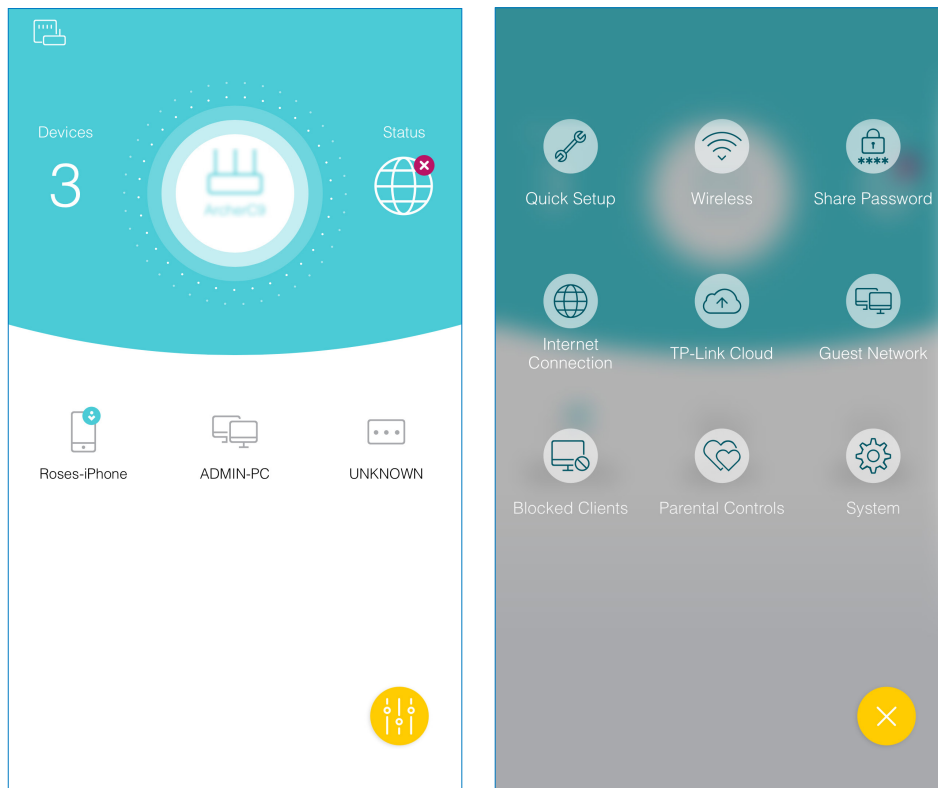 Devices
Status
3
ArcherC9
Roses-iPhone
ADMIN-PC
UNKNOWN
****
Quick Setup
Wireless
Share Password
Internet
Connection
TP-Link Cloud
Guest Network
Blocked Clients
Parental Controls
System